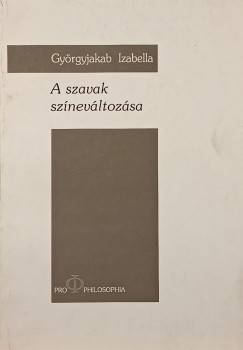 Györgyjakab Izabella
A szavak
színeváltozása
PRO Φ PHILOSOPHIA